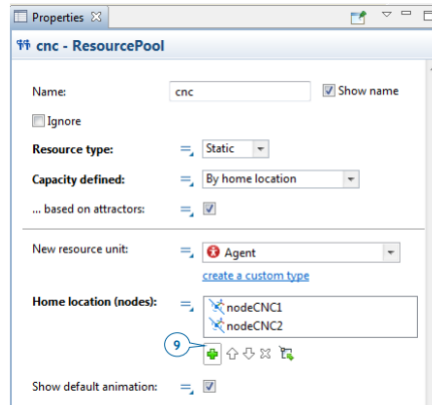 Properties
cnc - ResourcePool
Name: cnc Show name
Ignore
Resource type: Static
Capacity defined: By home location
... based on attractors:
New resource unit: Agent
create a custom type
Home location (nodes): nodeCNC1
nodeCNC2
9
Show default animation: